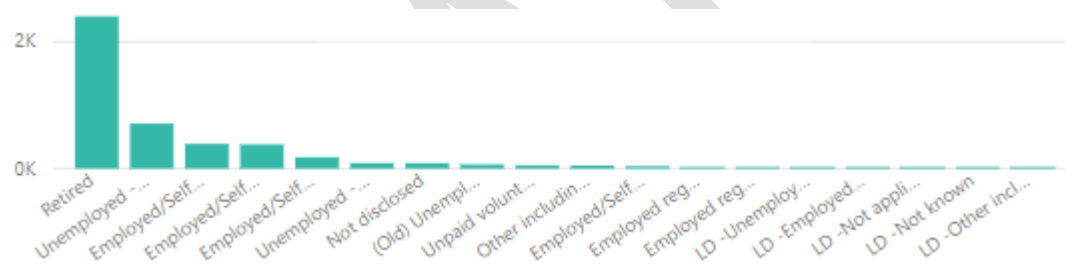 2K
0K
Retired
Unemployed -...
Employed/Self...
Employed/Self...
Employed/Self...
Unemployed -...
Not disclosed
(Old) Unempl...
Unpaid volunt...
Other includin...
Employed/Self...
Employed reg...
Employed reg...
LD -Unemploy...
LD -Employed...
LD -Not appli...
LD -Not known
LD -Other incl...